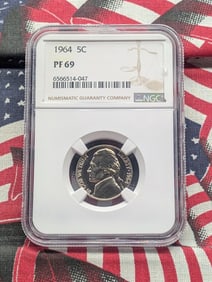 1964 5C
PF 69
6566514-047
NUMISMATIC GUARANTY COMPANY
NGC